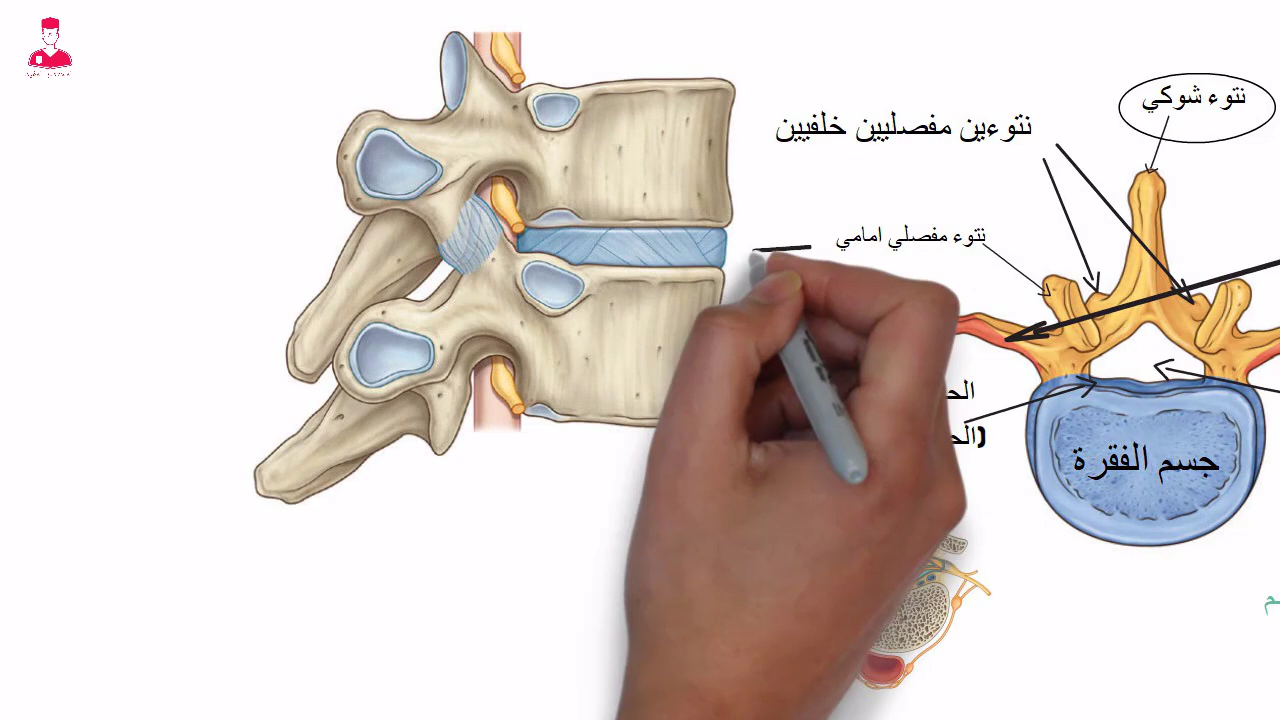 نتوء شوكي
نتوءين مفصليين خلفيين
نتوء مفصلي امامي
جسم الفقرة